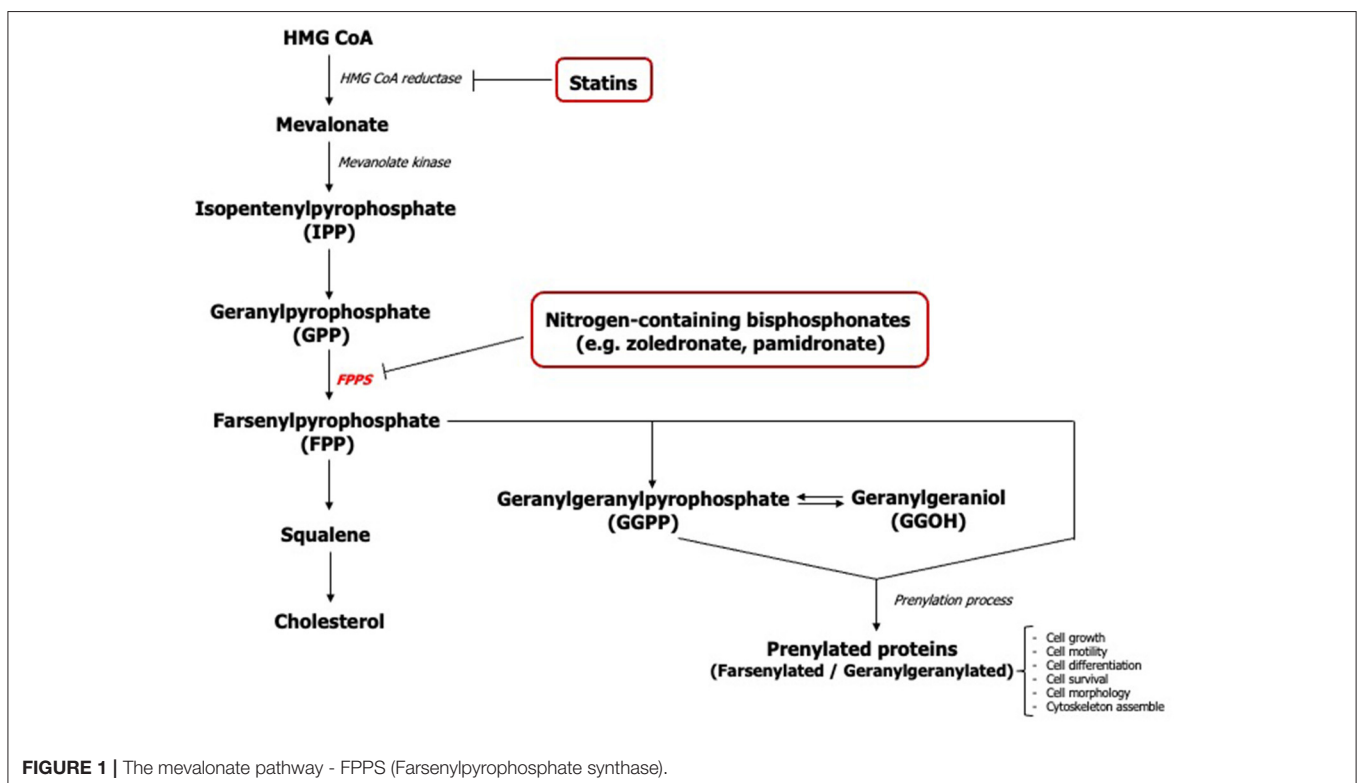 HMG CoA
HMG CoA reductase
Statins
Mevalonate
Mevanolate kinase
Isopentenylpyrophosphate
(IPP)
Geranylpyrophosphate
(GPP)
Nitrogen-containing bisphosphonates
(e.g. zoledronate, pamidronate)
FPPS
Farsenylpyrophosphate
(FPP)
Geranylgeranylpyrophosphate
(GGPP)
Geranylgeraniol
(GGOH)
Squalene
Cholesterol
Prenylation process
Prenylated proteins
(Farsenylated / Geranylgeranylated)
- Cell growth
- Cell motility
- Cell differentiation
- Cell survival
- Cell morphology
- Cytoskeleton assemble
FIGURE 1 | The mevalonate pathway - FPPS (Farsenylpyrophosphate synthase).